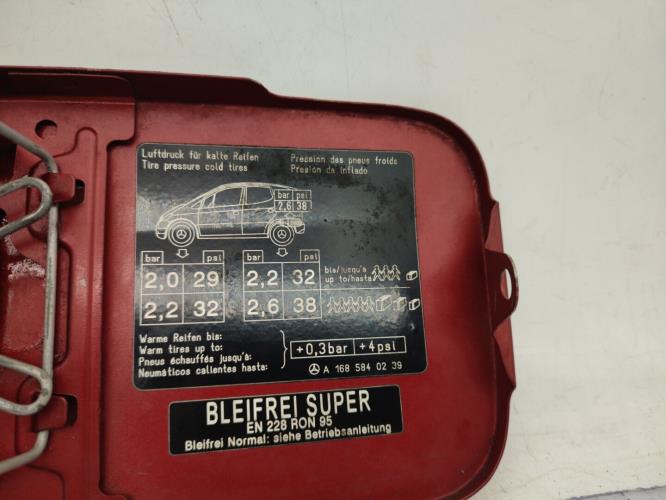 Luftdruck für kalte Reifen
Tire pressure cold tires
Pression des pneus froids
Presion de inflado
bar psi
2,6 38
bar psi bar psi
2,0 29 2,2 32 bis/jusqu'a
up to/hasta
2,2 32 2,6 38
Warme Reifen bis:
Warm tires up to:
Pneus échauffés jusqu'a:
Neumáticos calientes hasta:
+0,3bar +4psi
A 168 584 02 39
BLEIFREI SUPER
EN 228 RON 95
Bleifrei Normal: siehe Betriebsanleitung